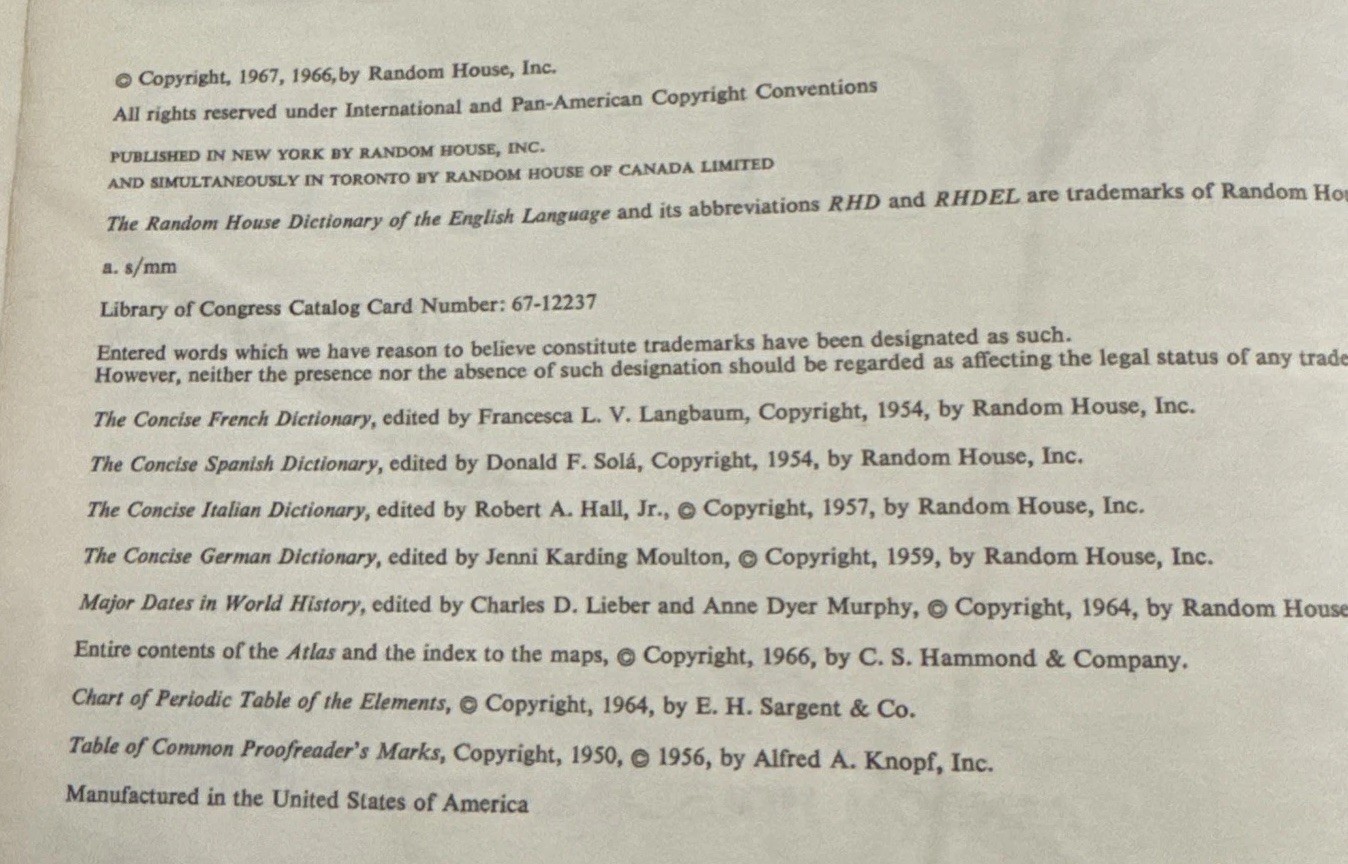 © Copyright, 1967, 1966, by Random House, Inc.
All rights reserved under International and Pan-American Copyright Conventions
PUBLISHED IN NEW YORK BY RANDOM HOUSE, INC.
AND SIMULTANEOUSLY IN TORONTO BY RANDOM HOUSE OF CANADA LIMITED
The Random House Dictionary of the English Language and its abbreviations RHD and RHDEL are trademarks of Random
a. s/mm
Library of Congress Catalog Card Number: 67-12237
Entered words which we have reason to believe constitute trademarks have been designated as such.
However, neither the presence nor the absence of such designation should be regarded as affecting the legal status of any
The Concise French Dictionary, edited by Francesca L. V. Langbaum, Copyright, 1954, by Random House, Inc.
The Concise Spanish Dictionary, edited by Donald F. Solá, Copyright, 1954, by Random House, Inc.
The Concise Italian Dictionary, edited by Robert A. Hall, Jr., © Copyright, 1957, by Random House, Inc.
The Concise German Dictionary, edited by Jenni Karding Moulton, © Copyright, 1959, by Random House, Inc.
Major Dates in World History, edited by Charles D. Lieber and Anne Dyer Murphy, © Copyright, 1964, by Random House
Entire contents of the Atlas and the index to the maps, © Copyright, 1966, by C. S. Hammond & Company.
Chart of Periodic Table of the Elements, © Copyright, 1964, by E. H. Sargent & Co.
Table of Common Proofreader's Marks, Copyright, 1950, © 1956, by Alfred A. Knopf, Inc.
Manufactured in the United States of America